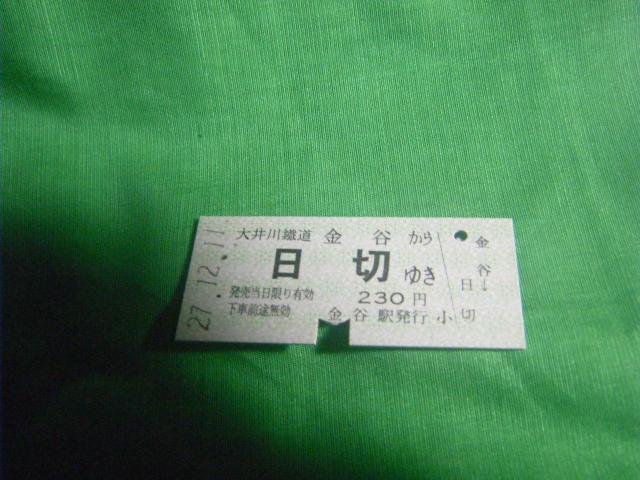 27.12.11
大井川鐵道 金谷から
日切ゆき
発売当日限り有効
下車前途無効
230円
金谷駅発行
小
金谷
↓
日切